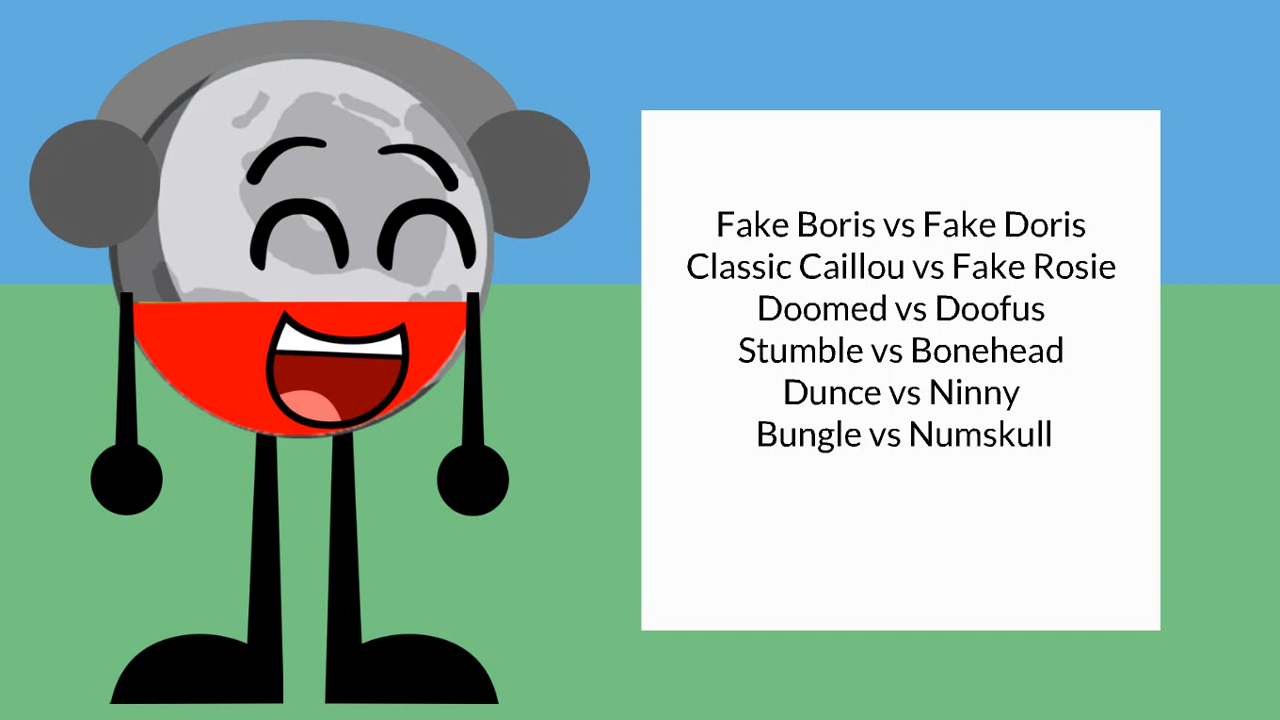 Fake Boris vs Fake Doris
Classic Caillou vs Fake Rosie
Doomed vs Doofus
Stumble vs Bonehead
Dunce vs Ninny
Bungle vs Numskull